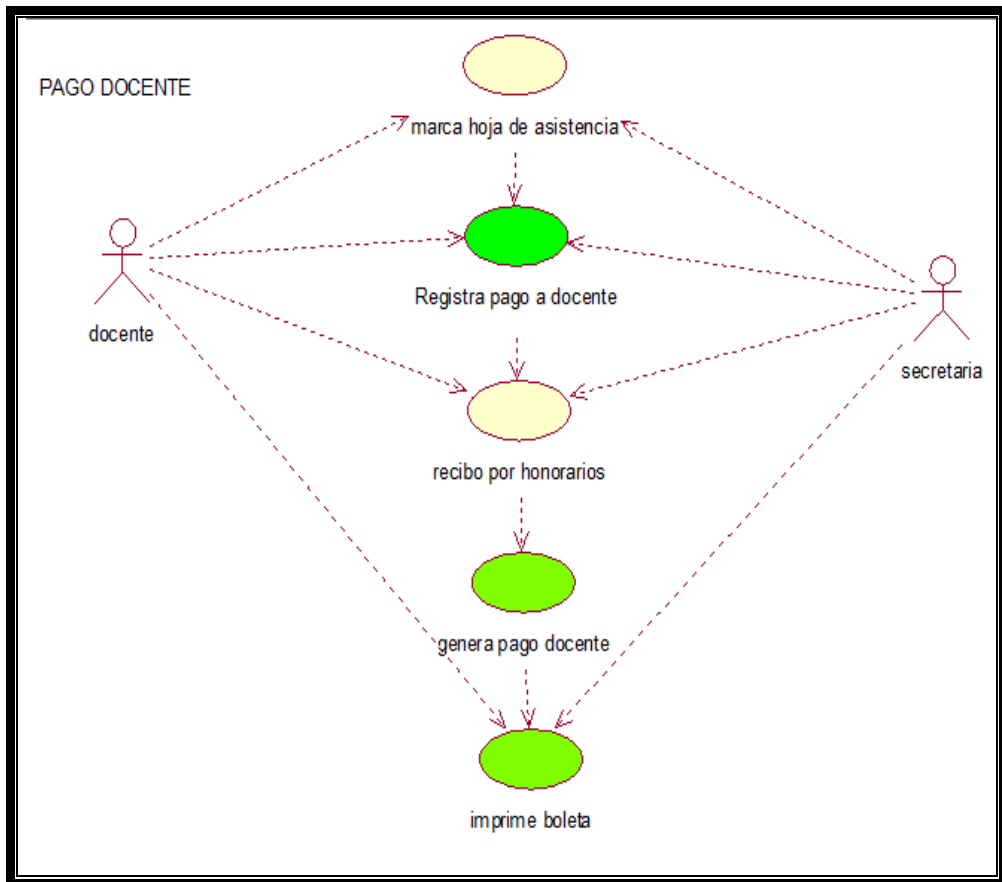 PAGO DOCENTE
marca hoja de asistencia
Registra pago a docente
docente
secretaria
recibo por honorarios
genera pago docente
imprime boleta